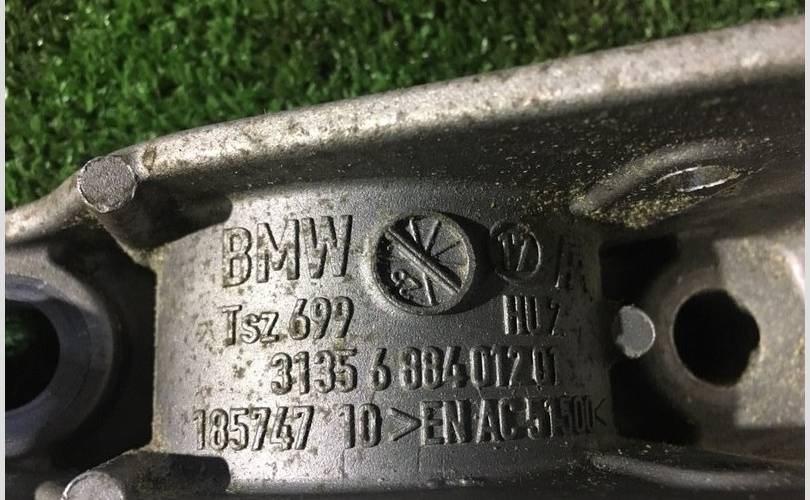 BMW
Tsz 699 HU 2
3135 6 884012 01
185747 10 >EN AC 51500<